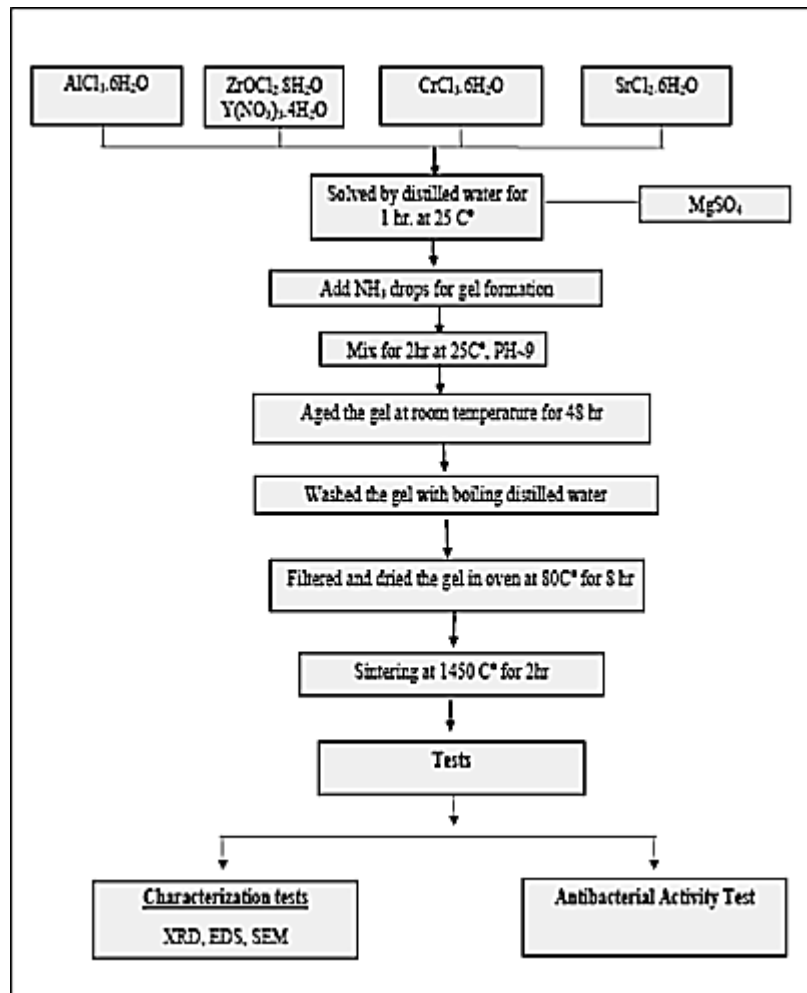 AlCl₃.6H₂O
ZrOCl₂.8H₂O
Y(NO₃)₃.4H₂O
CrCl₃.6H₂O
SrCl₂.6H₂O
Solved by distilled water for
1 hr. at 25 C°
MgSO₄
Add NH₃ drops for gel formation
Mix for 2hr at 25C°, PH~9
Aged the gel at room temperature for 48 hr
Washed the gel with boiling distilled water
Filtered and dried the gel in oven at 80C° for 8 hr
Sintering at 1450 C° for 2hr
Tests
Characterization tests
XRD, EDS, SEM
Antibacterial Activity Test